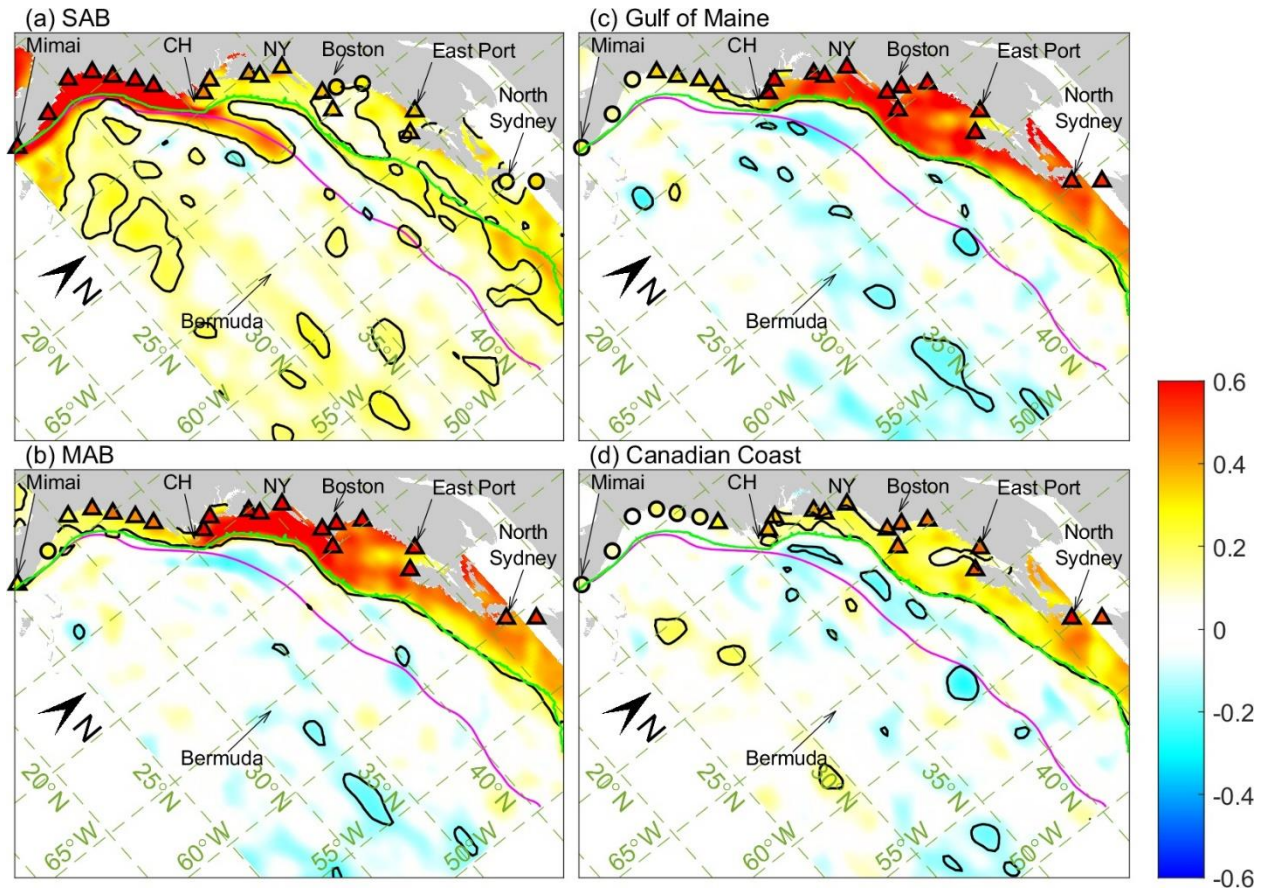 (a) SAB
Mimai
CH
NY
Boston
East Port
North
Sydney
Bermuda
N
20°N
25°N
30°N
35°N
40°N
65°W
60°W
55°W
50°W
(c) Gulf of Maine
Mimai
CH
NY
Boston
East Port
North
Sydney
Bermuda
N
20°N
25°N
30°N
35°N
40°N
65°W
60°W
55°W
50°W
(b) MAB
Mimai
CH
NY
Boston
East Port
North
Sydney
Bermuda
N
20°N
25°N
30°N
35°N
40°N
65°W
60°W
55°W
50°W
(d) Canadian Coast
Mimai
CH
NY
Boston
East Port
North
Sydney
Bermuda
N
20°N
25°N
30°N
35°N
40°N
65°W
60°W
55°W
50°W
0.6
0.4
0.2
0
-0.2
-0.4
-0.6